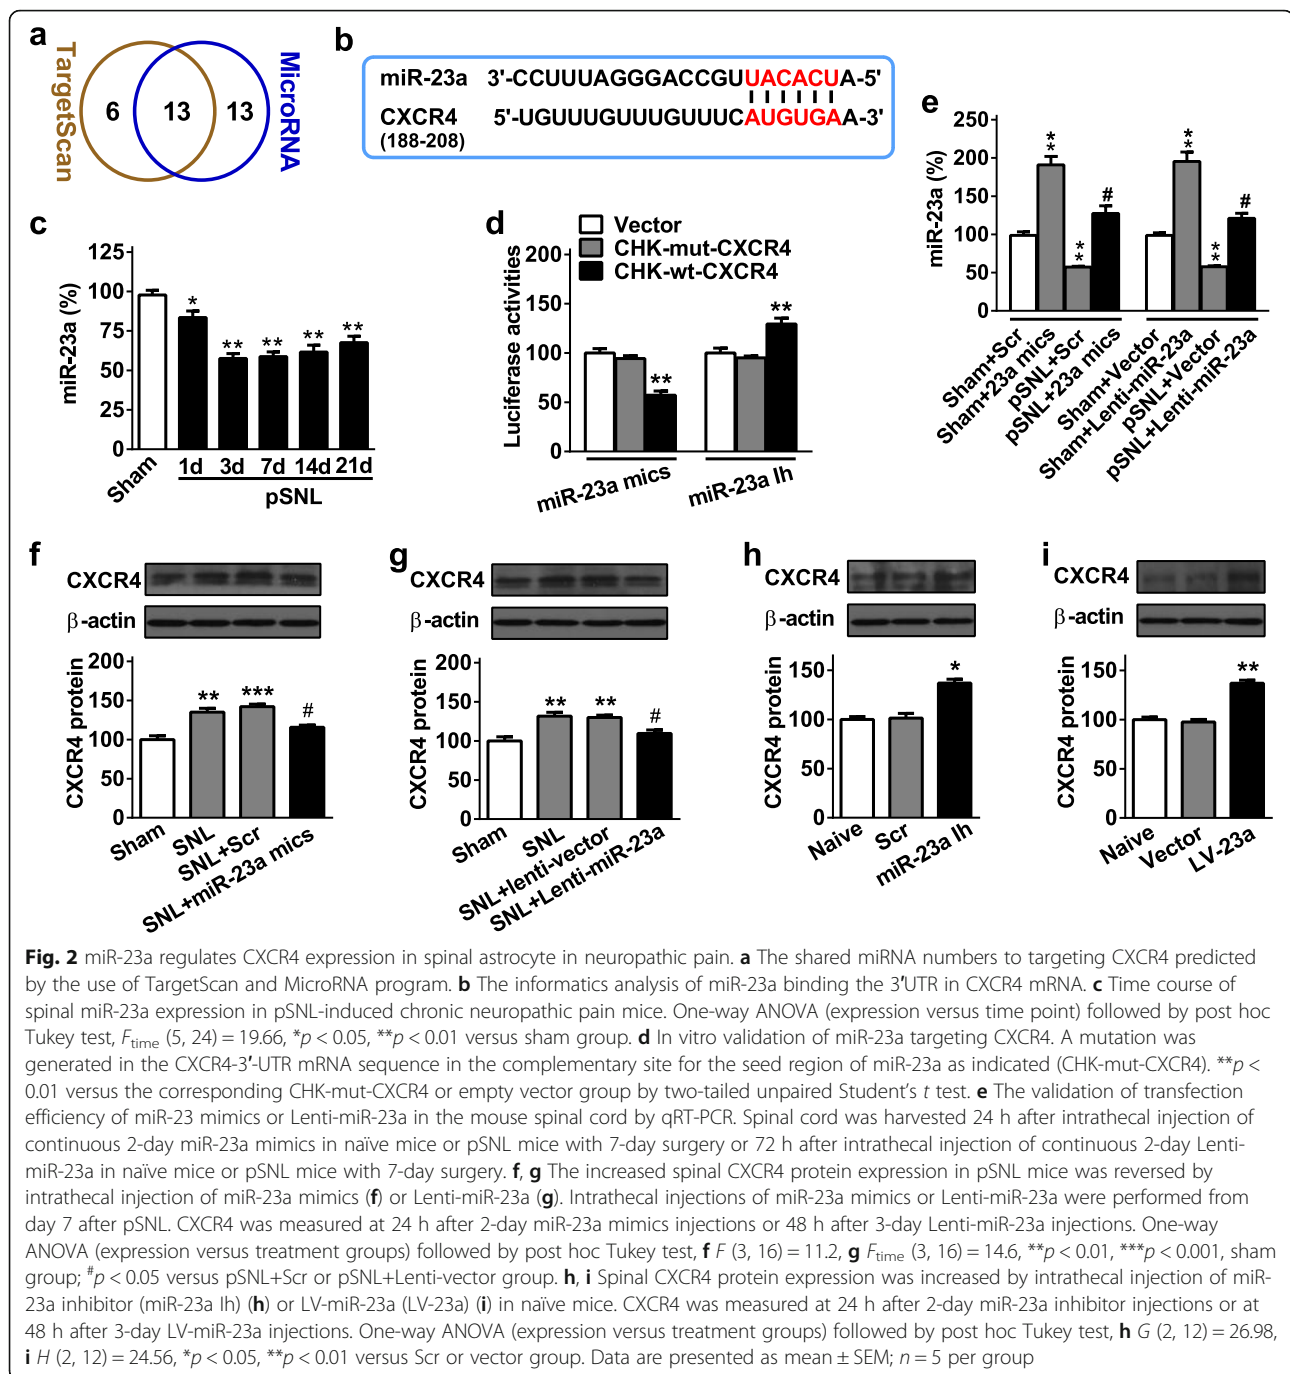 a
TargetScan
6
13
13
MicroRNA
b
miR-23a 3'-CCUUUAGGGACCGUUACACUA-5'
CXCR4 5'-UGUUUGUUUGUUUCAUGUGAA-3'
(188-208)
c
miR-23a (%)
125
100
75
50
25
0
*
**
**
**
**
Sham
1d 3d 7d 14d 21d
pSNL
d
Vector
CHK-mut-CXCR4
CHK-wt-CXCR4
Luciferase activities
200
150
100
50
0
**
**
miR-23a mics
miR-23a Ih
e
miR-23a (%)
250
200
150
100
50
0
**
**
#
**
**
#
Sham+Scr
Sham+23a mics
pSNL+Scr
pSNL+23a mics
Sham+Vector
Sham+Lenti-miR-23a
pSNL+Vector
pSNL+Lenti-miR-23a
f
CXCR4
β-actin
CXCR4 protein
200
150
100
50
0
**
***
#
Sham
SNL
SNL+Scr
SNL+miR-23a mics
g
CXCR4
β-actin
CXCR4 protein
200
150
100
50
0
**
**
#
Sham
SNL
SNL+lenti-vector
SNL+Lenti-miR-23a
h
CXCR4
β-actin
CXCR4 protein
150
100
50
0
*
Naive
Scr
miR-23a Ih
i
CXCR4
β-actin
CXCR4 protein
150
100
50
0
**
Naive
Vector
LV-23a
Fig. 2 miR-23a regulates CXCR4 expression in spinal astrocyte in neuropathic pain. a The shared miRNA numbers to targeting CXCR4 predicted
by the use of TargetScan and MicroRNA program. b The informatics analysis of miR-23a binding the 3′UTR in CXCR4 mRNA. c Time course of
spinal miR-23a expression in pSNL-induced chronic neuropathic pain mice. One-way ANOVA (expression versus time point) followed by post hoc
Tukey test, Ftime (5, 24) = 19.66, *p < 0.05, **p < 0.01 versus sham group. d In vitro validation of miR-23a targeting CXCR4. A mutation was
generated in the CXCR4-3′-UTR mRNA sequence in the complementary site for the seed region of miR-23a as indicated (CHK-mut-CXCR4). **p <
0.01 versus the corresponding CHK-mut-CXCR4 or empty vector group by two-tailed unpaired Student's t test. e The validation of transfection
efficiency of miR-23 mimics or Lenti-miR-23a in the mouse spinal cord by qRT-PCR. Spinal cord was harvested 24 h after intrathecal injection of
continuous 2-day miR-23a mimics in naïve mice or pSNL mice with 7-day surgery or 72 h after intrathecal injection of continuous 2-day Lenti-
miR-23a in naïve mice or pSNL mice with 7-day surgery. f, g The increased spinal CXCR4 protein expression in pSNL mice was reversed by
intrathecal injection of miR-23a mimics (f) or Lenti-miR-23a (g). Intrathecal injections of miR-23a mimics or Lenti-miR-23a were performed from
day 7 after pSNL. CXCR4 was measured at 24 h after 2-day miR-23a mimics injections or 48 h after 3-day Lenti-miR-23a injections. One-way
ANOVA (expression versus treatment groups) followed by post hoc Tukey test, f F (3, 16) = 11.2, g Ftime (3, 16) = 14.6, **p < 0.01, ***p < 0.001, sham
group; #p < 0.05 versus pSNL+Scr or pSNL+Lenti-vector group. h, i Spinal CXCR4 protein expression was increased by intrathecal injection of miR-
23a inhibitor (miR-23a Ih) (h) or LV-miR-23a (LV-23a) (i) in naïve mice. CXCR4 was measured at 24 h after 2-day miR-23a inhibitor injections or at
48 h after 3-day LV-miR-23a injections. One-way ANOVA (expression versus treatment groups) followed by post hoc Tukey test, h G (2, 12) = 26.98,
i H (2, 12) = 24.56, *p < 0.05, **p < 0.01 versus Scr or vector group. Data are presented as mean ± SEM; n = 5 per group